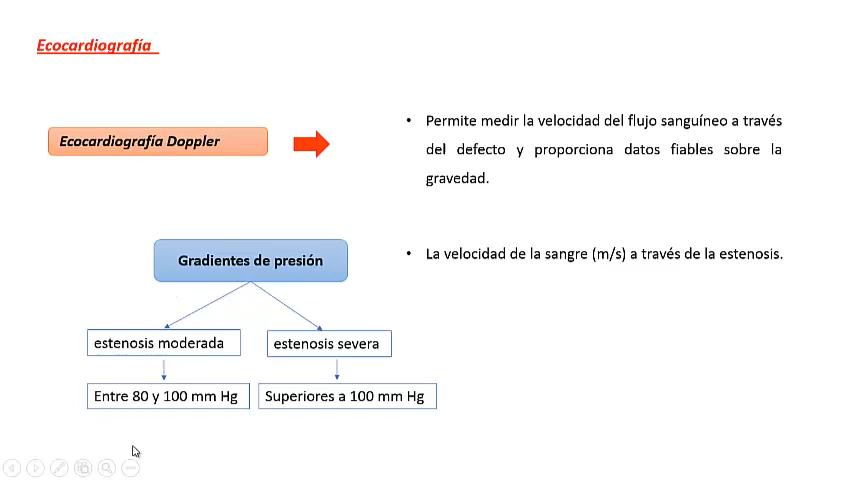 Ecocardiografía
Ecocardiografía Doppler
• Permite medir la velocidad del flujo sanguíneo a través
del defecto y proporciona datos fiables sobre la
gravedad.
Gradientes de presión
• La velocidad de la sangre (m/s) a través de la estenosis.
estenosis moderada
estenosis severa
Entre 80 y 100 mm Hg
Superiores a 100 mm Hg